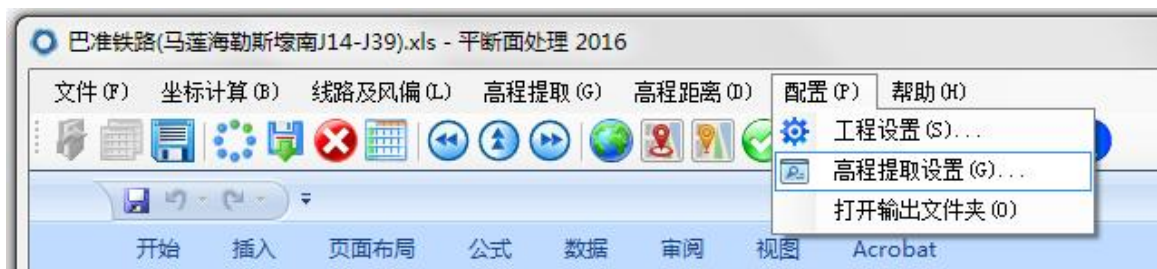 巴准铁路(马莲海勒斯壕南J14-J39).xls - 平断面处理 2016
文件(F) 坐标计算(B) 线路及风偏(L) 高程提取(G) 高程距离(D) 配置(P) 帮助(H)
工程设置(S)...
高程提取设置(G)...
打开输出文件夹(O)
开始 插入 页面布局 公式 数据 审阅 视图 Acrobat